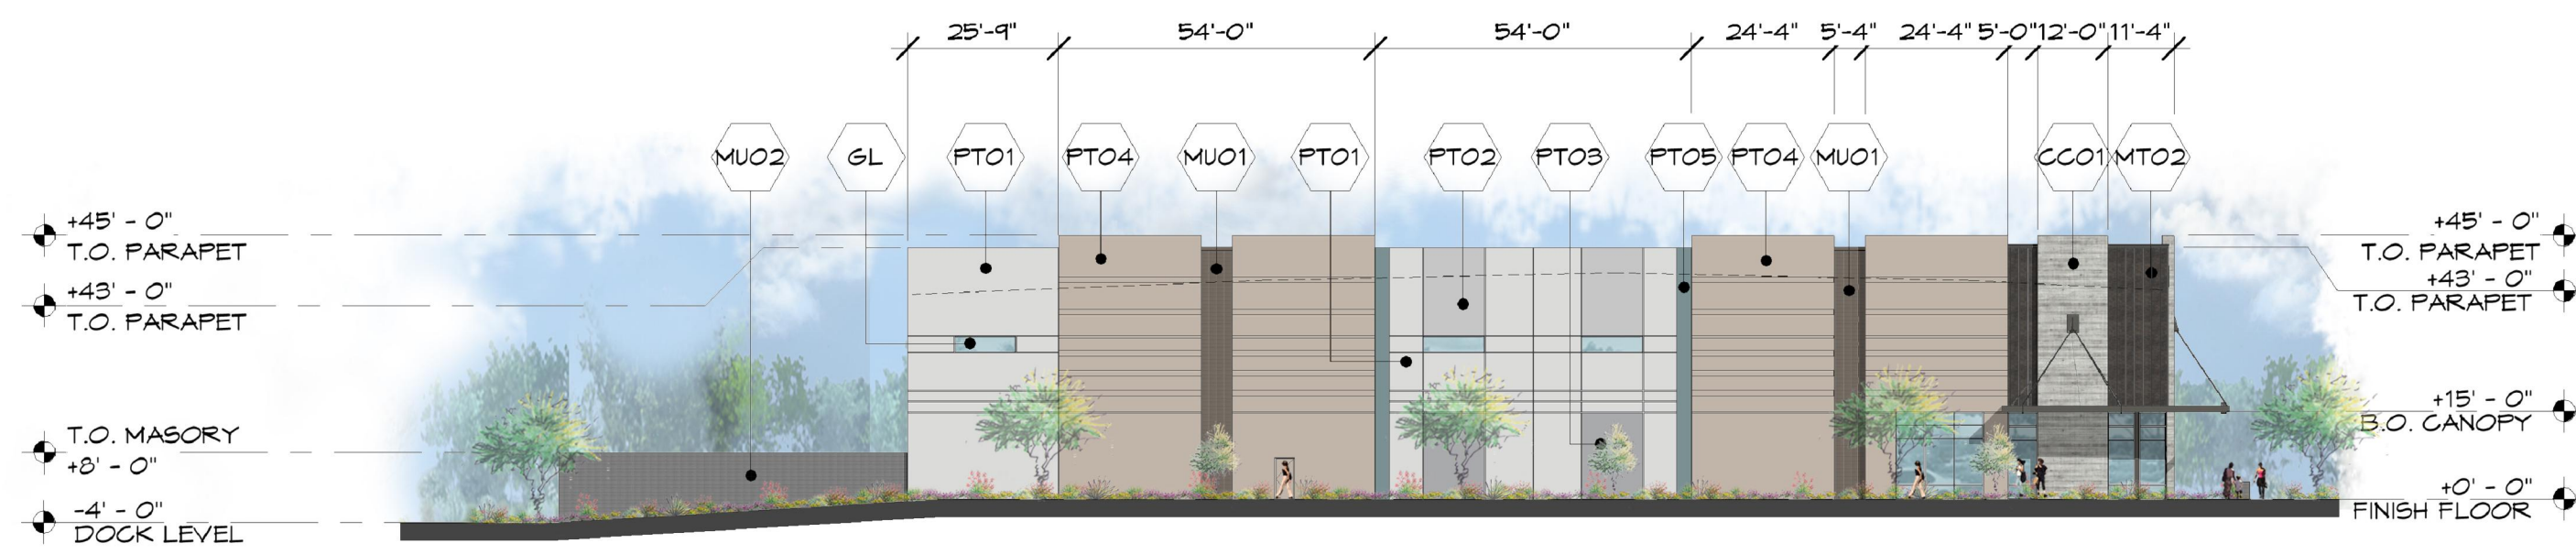 25'-9" 54'-0" 54'-0" 24'-4" 5'-4" 24'-4" 5'-0" 12'-0" 11'-4"
MU02 GL PT01 PT04 MU01 PT01 PT02 PT03 PT05 PT04 MU01 CC01 MT02
+45' - 0"
T.O. PARAPET
+43' - 0"
T.O. PARAPET
T.O. MASORY
+8' - 0"
-4' - 0"
DOCK LEVEL
+45' - 0"
T.O. PARAPET
+43' - 0"
T.O. PARAPET
+15' - 0"
B.O. CANOPY
+0' - 0"
FINISH FLOOR